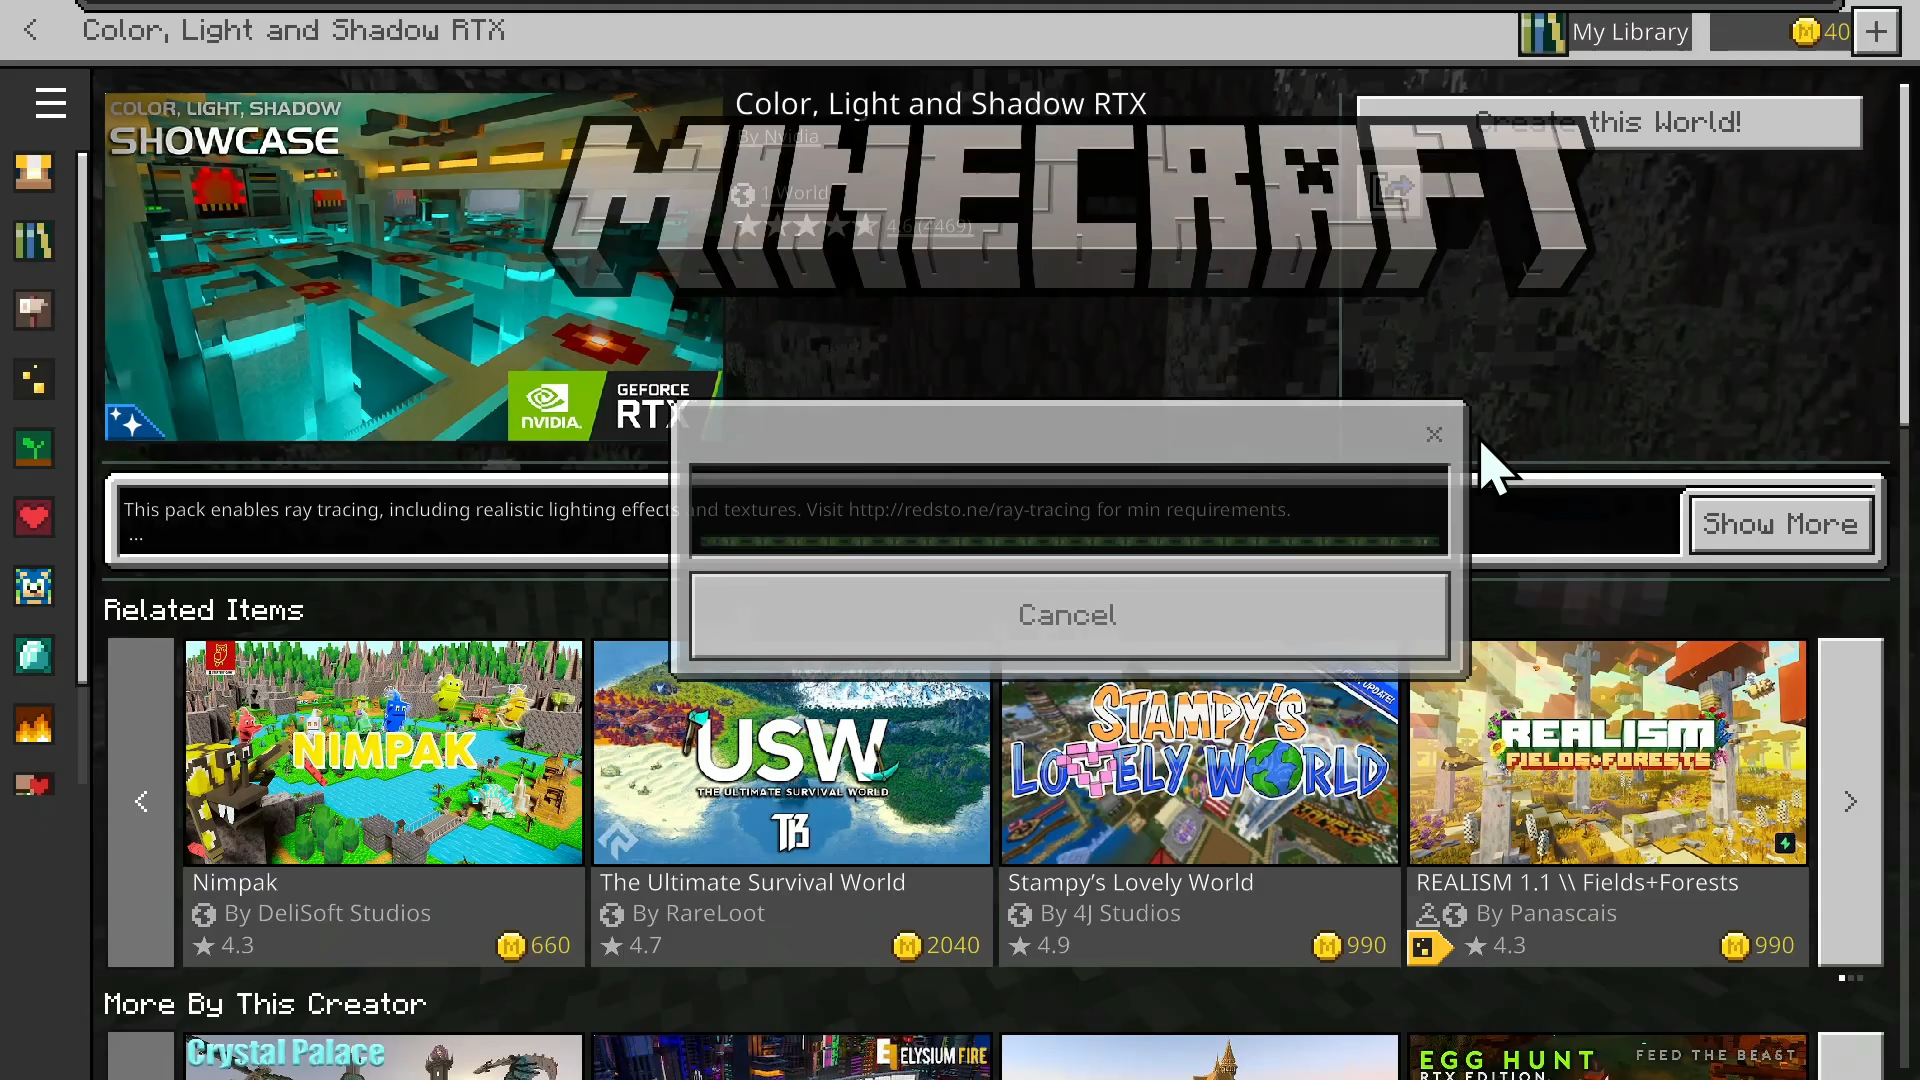 Color, Light and Shadow RTX
My Library
40
COLOR, LIGHT, SHADOW
SHOWCASE
NVIDIA.
GEFORCE
RTX
Color, Light and Shadow RTX
By Nvidia
1 World
4.6 (4469)
MINECRAFT
Create this World!
This pack enables ray tracing, including realistic lighting effects and textures. Visit http://redsto.ne/ray-tracing for min requirements.
...
Show More
Cancel
Related Items
NIMPAK
Nimpak
By DeliSoft Studios
4.3
660
USW
THE ULTIMATE SURVIVAL WORLD
The Ultimate Survival World
By RareLoot
4.7
2040
UPDATE!
STAMPY'S
LOVELY WORLD
Stampy's Lovely World
By 4J Studios
4.9
990
REALISM
FIELDS+FORESTS
REALISM 1.1 \\ Fields+Forests
2
By Panascais
4.3
990
More By This Creator
Crystal Palace
ELYSIUM FIRE
EGG HUNT
RTX EDITION
FEED THE BEAST